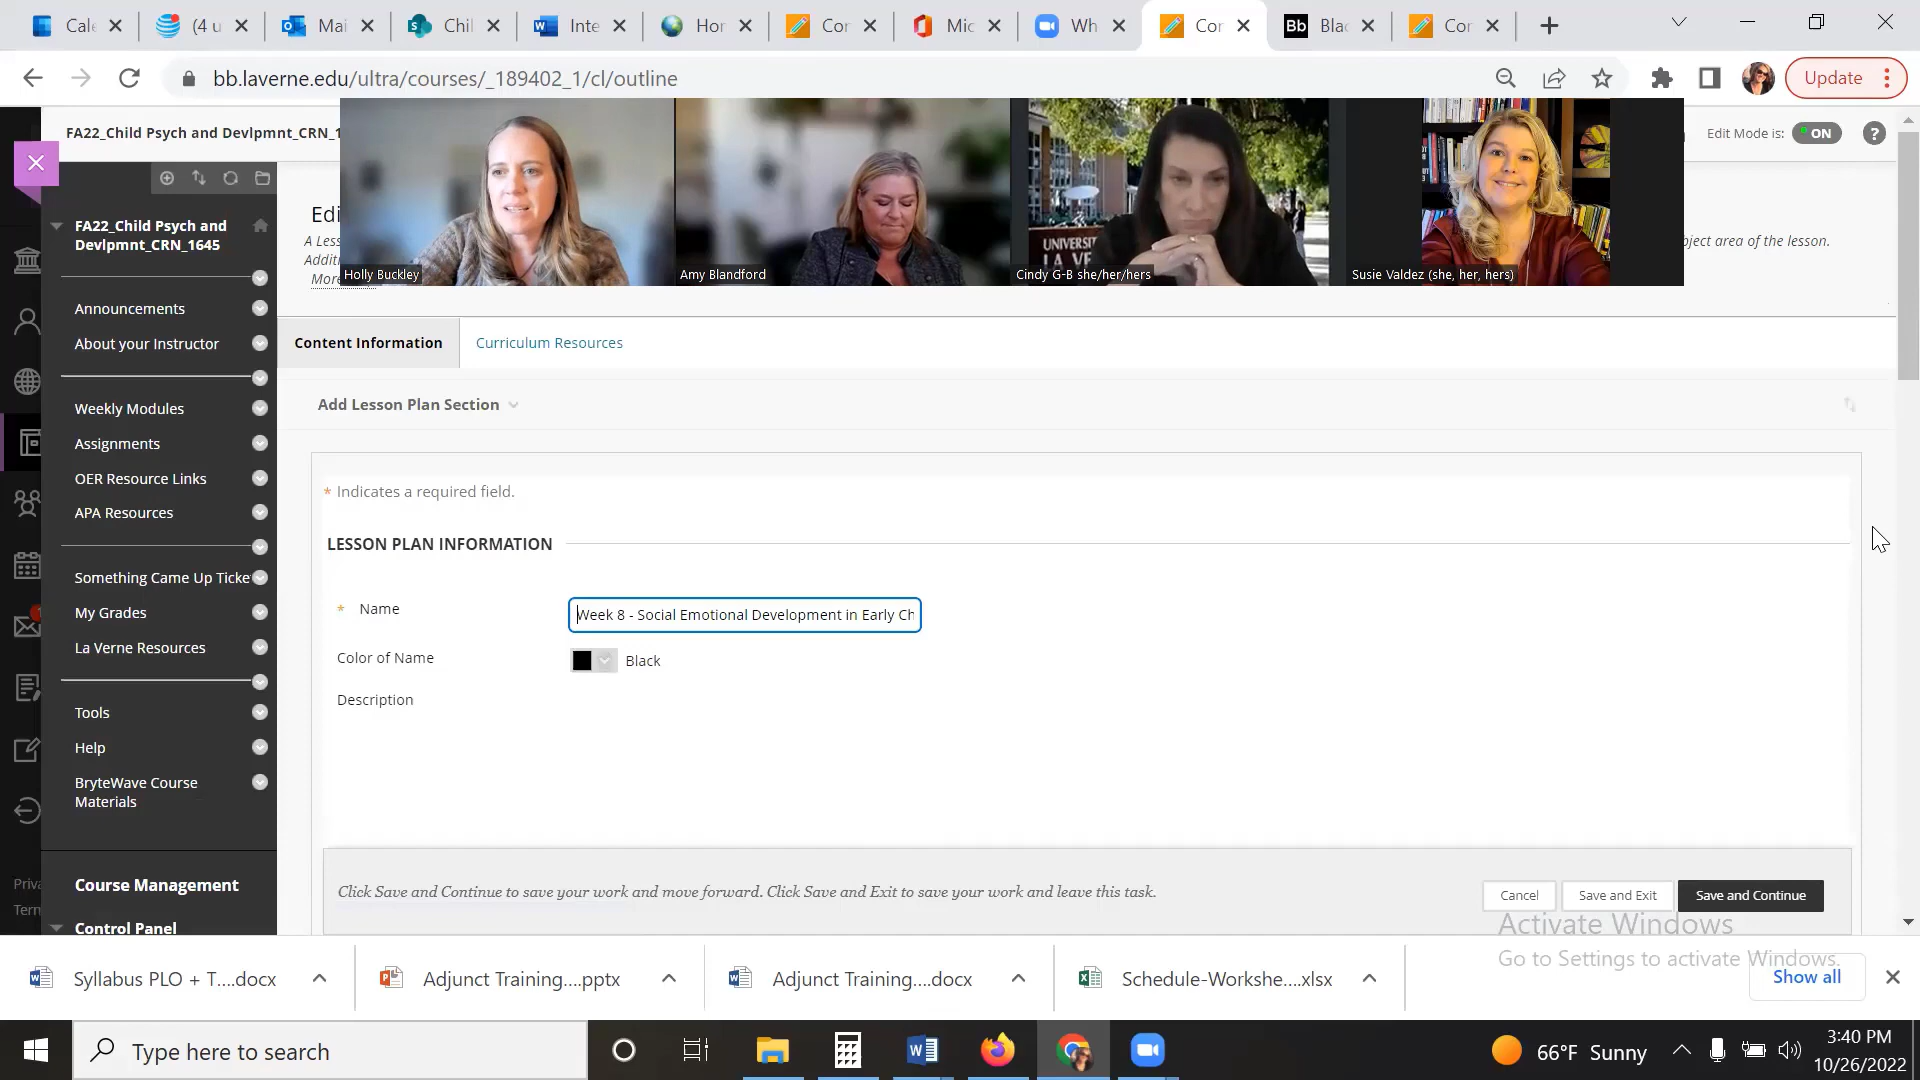 Cale
(4 u
Mai
Chil
Inte
Hor
Cor
Mic
Wh
Cor
Bb
Blac
Cor
bb.laverne.edu/ultra/courses/_189402_1/cl/outline
Update
FA22_Child Psych and Devlpmnt_CRN_1
Edit Mode is:
ON
?
FA22_Child Psych and
Devlpmnt_CRN_1645
Announcements
About your Instructor
Weekly Modules
Assignments
OER Resource Links
APA Resources
Something Came Up Ticke
My Grades
La Verne Resources
Tools
Help
BryteWave Course
Materials
Course Management
Control Panel
Priva
Term
Edi
A Less
Additi
More
bject area of the lesson.
UNIVERSI
LA VE
Holly Buckley
Amy Blandford
Cindy G-B she/her/hers
Susie Valdez (she, her, hers)
Content Information
Curriculum Resources
Add Lesson Plan Section
* Indicates a required field.
LESSON PLAN INFORMATION
* Name
Week 8 - Social Emotional Development in Early Ch
Color of Name
Black
Description
Click Save and Continue to save your work and move forward. Click Save and Exit to save your work and leave this task.
Cancel
Save and Exit
Save and Continue
Activate Windows
Go to Settings to activate Windows.
Syllabus PLO + T....docx
Adjunct Training....pptx
Adjunct Training....docx
Schedule-Workshe....xlsx
Show all
Type here to search
66°F Sunny
3:40 PM
10/26/2022